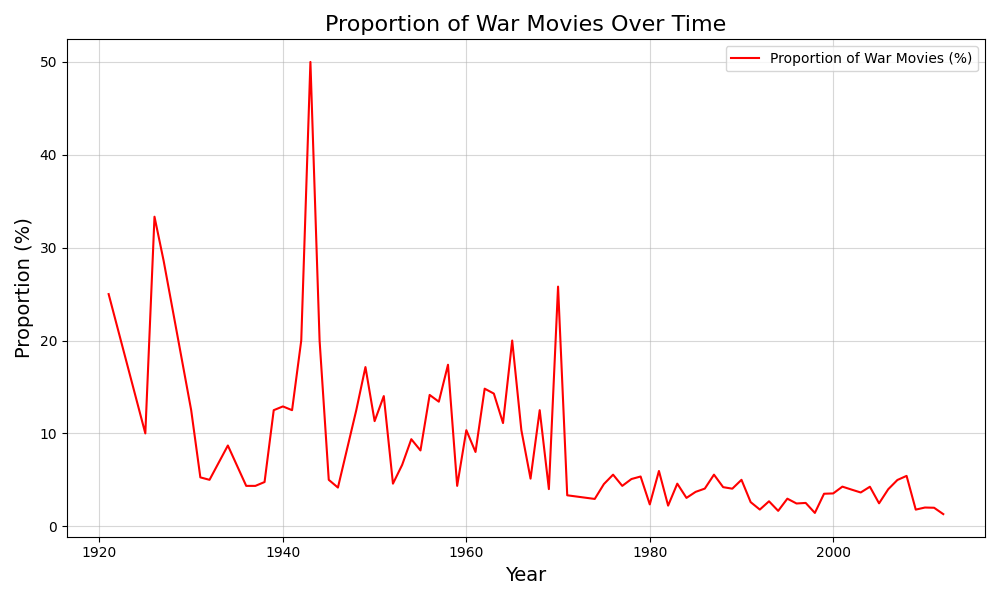 Proportion of War Movies Over Time
Proportion of War Movies (%)
50
40
30
20
10
0
Proportion (%)
1920 1940 1960 1980 2000
Year